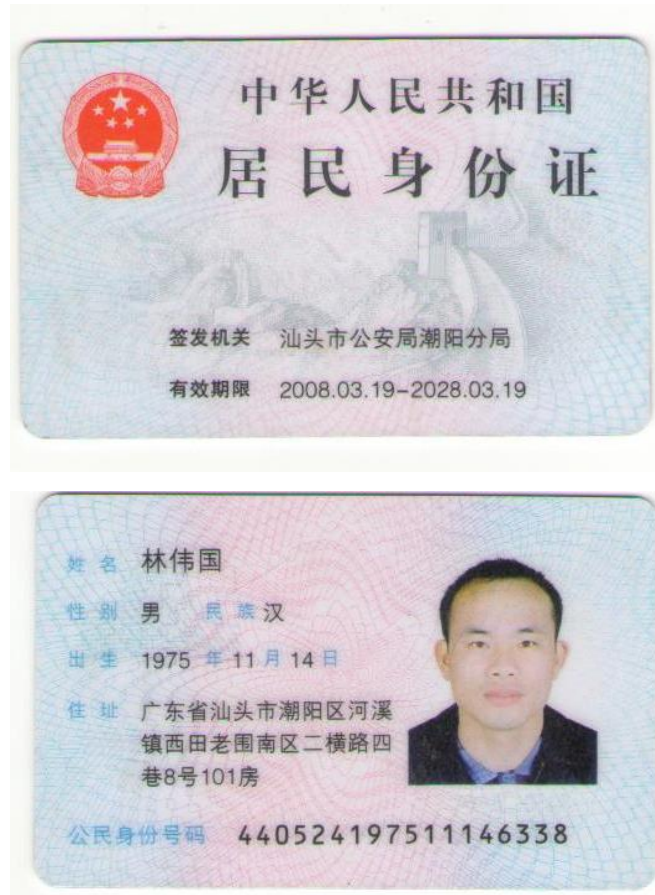 中华人民共和国
居民身份证
签发机关 汕头市公安局潮阳分局
有效期限 2008.03.19-2028.03.19
姓名 林伟国
性别 男 民族 汉
出生 1975 年 11 月 14 日
住址 广东省汕头市潮阳区河溪
镇西田老围南区二横路四
巷8号101房
公民身份号码 440524197511146338